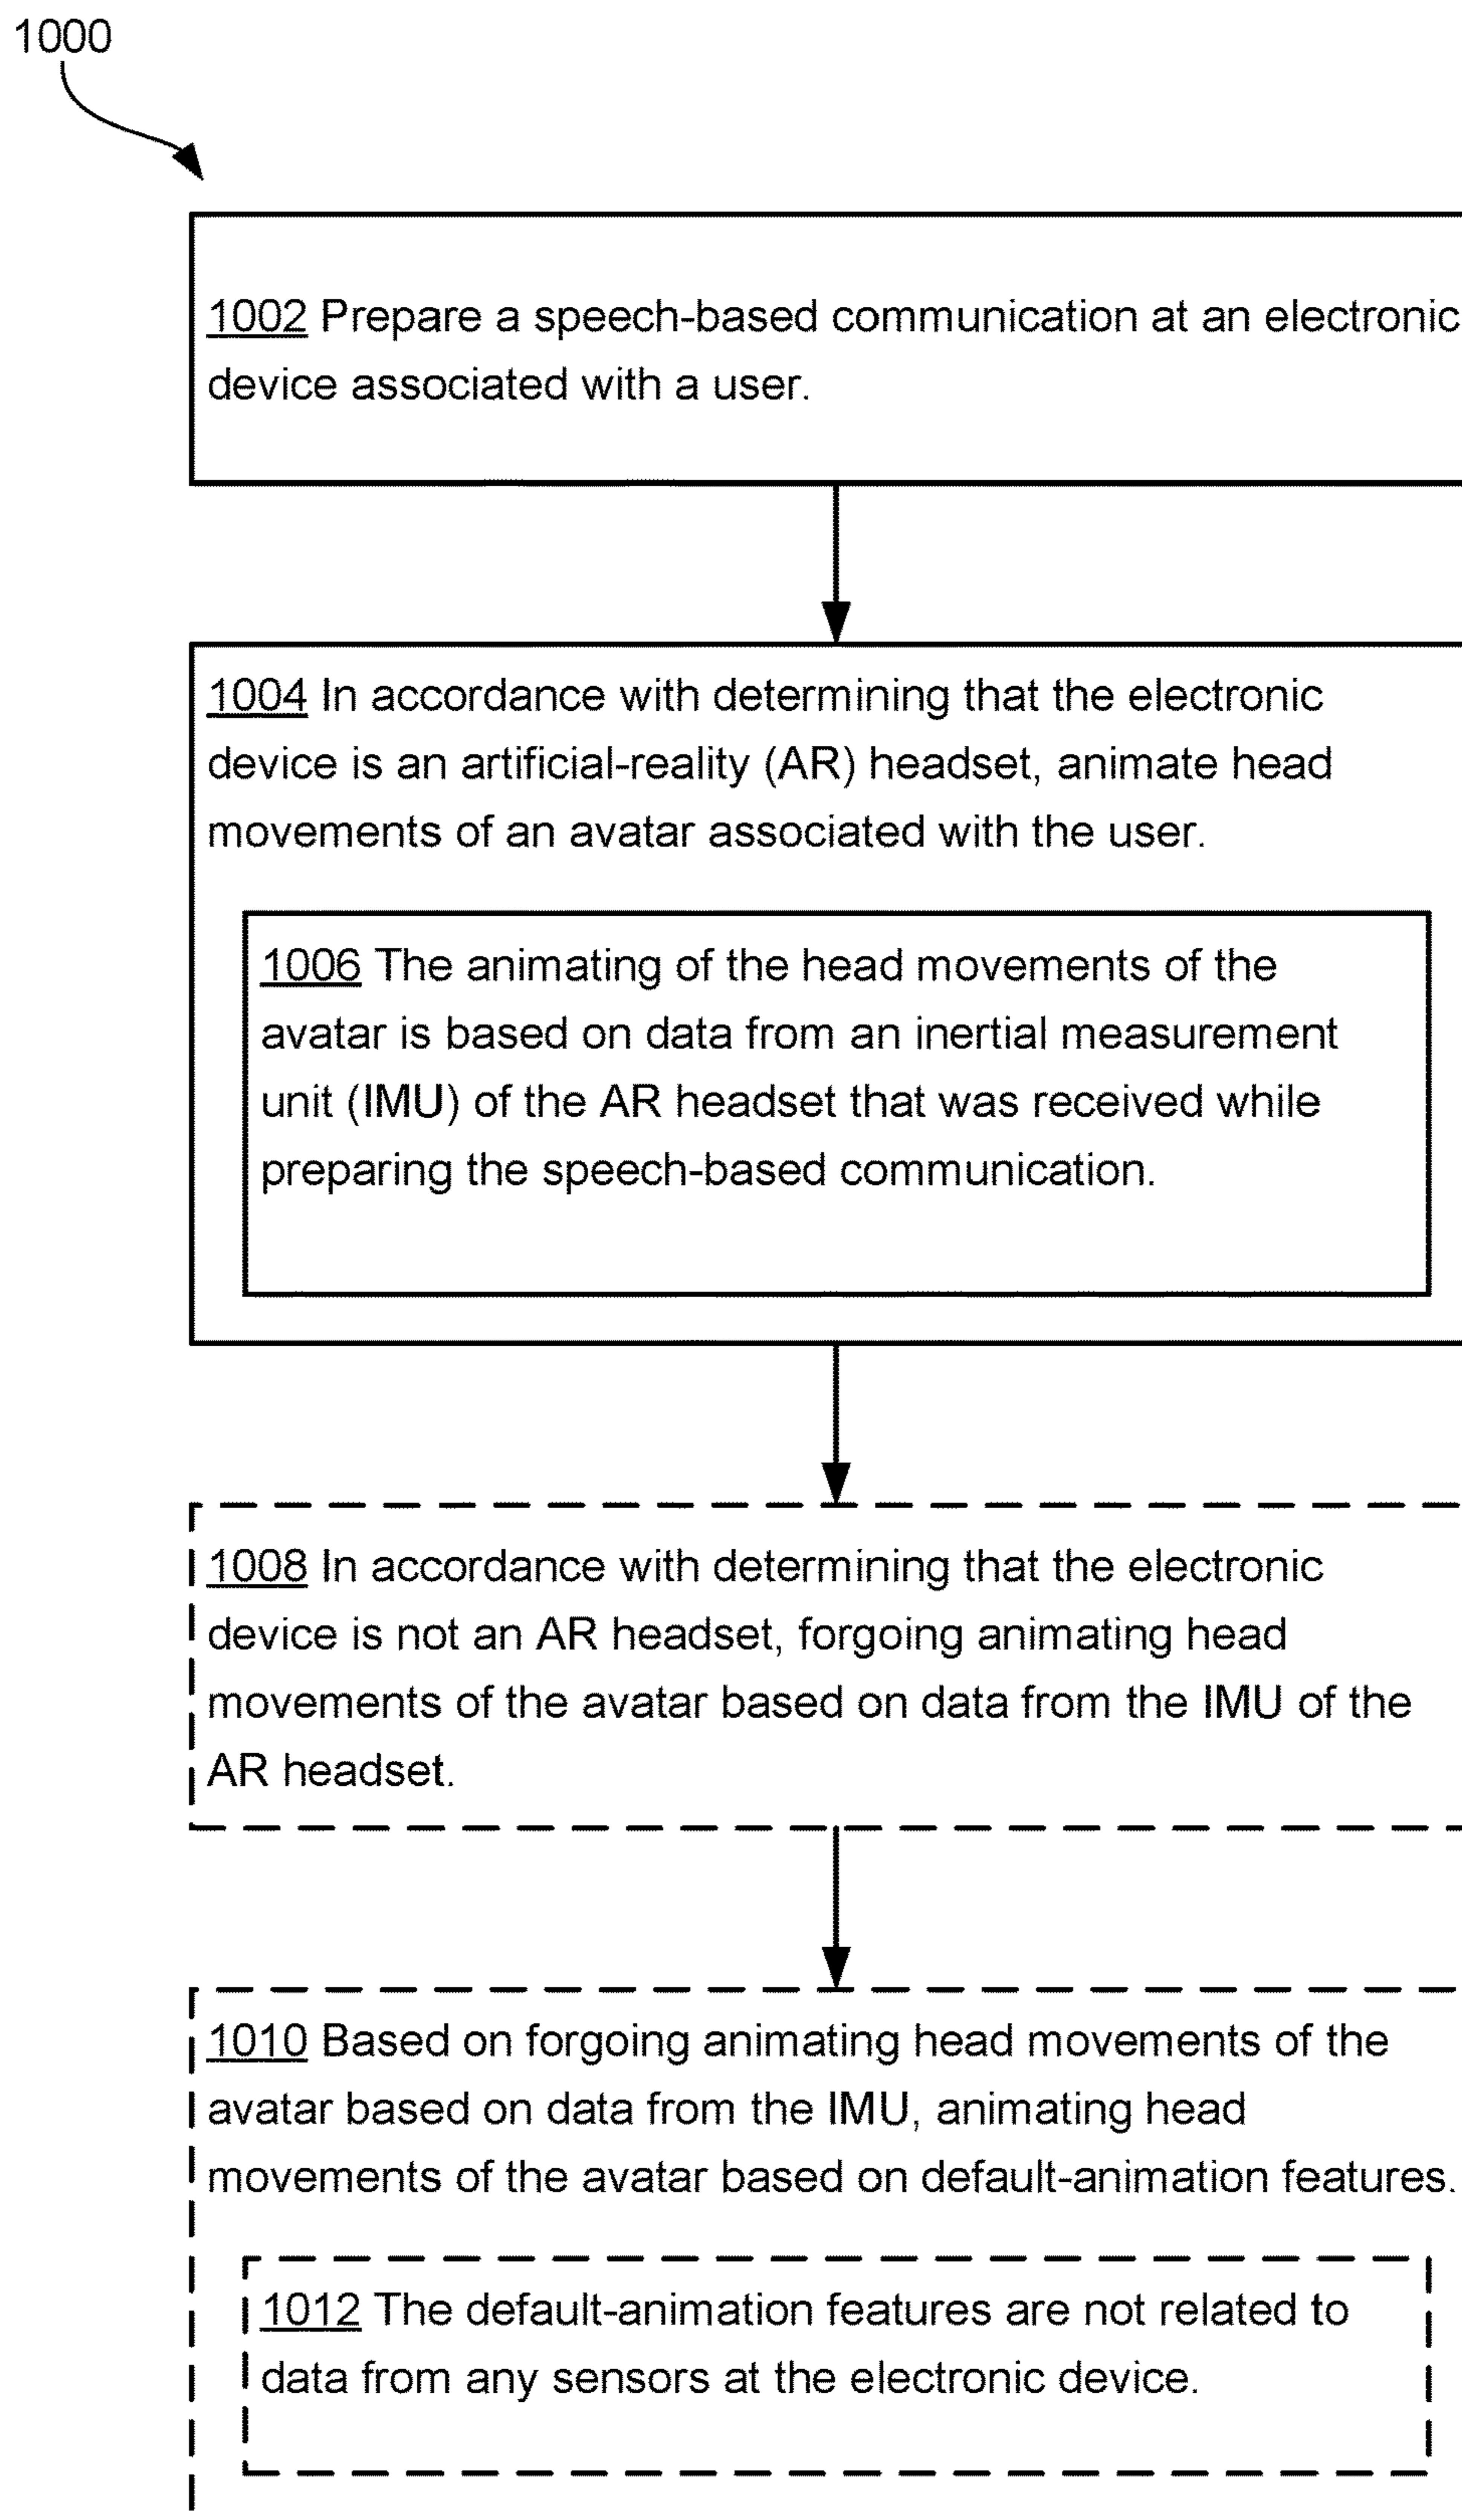 1000
1002 Prepare a speech-based communication at an electronic
device associated with a user.
1004 In accordance with determining that the electronic
device is an artificial-reality (AR) headset, animate head
movements of an avatar associated with the user.
1006 The animating of the head movements of the
avatar is based on data from an inertial measurement
unit (IMU) of the AR headset that was received while
preparing the speech-based communication.
1008 In accordance with determining that the electronic
device is not an AR headset, forgoing animating head
movements of the avatar based on data from the IMU of the
AR headset.
1010 Based on forgoing animating head movements of the
avatar based on data from the IMU, animating head
movements of the avatar based on default-animation features.
1012 The default-animation features are not related to
data from any sensors at the electronic device.